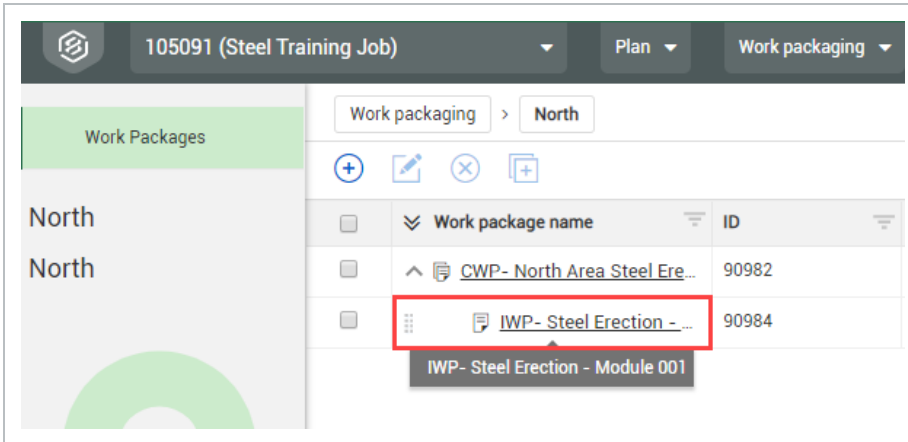 105091 (Steel Training Job)
Plan
Work packaging
Work Packages
Work packaging > North
North
North
Work package name
ID
CWP- North Area Steel Ere...
90982
IWP- Steel Erection - ...
90984
IWP- Steel Erection - Module 001